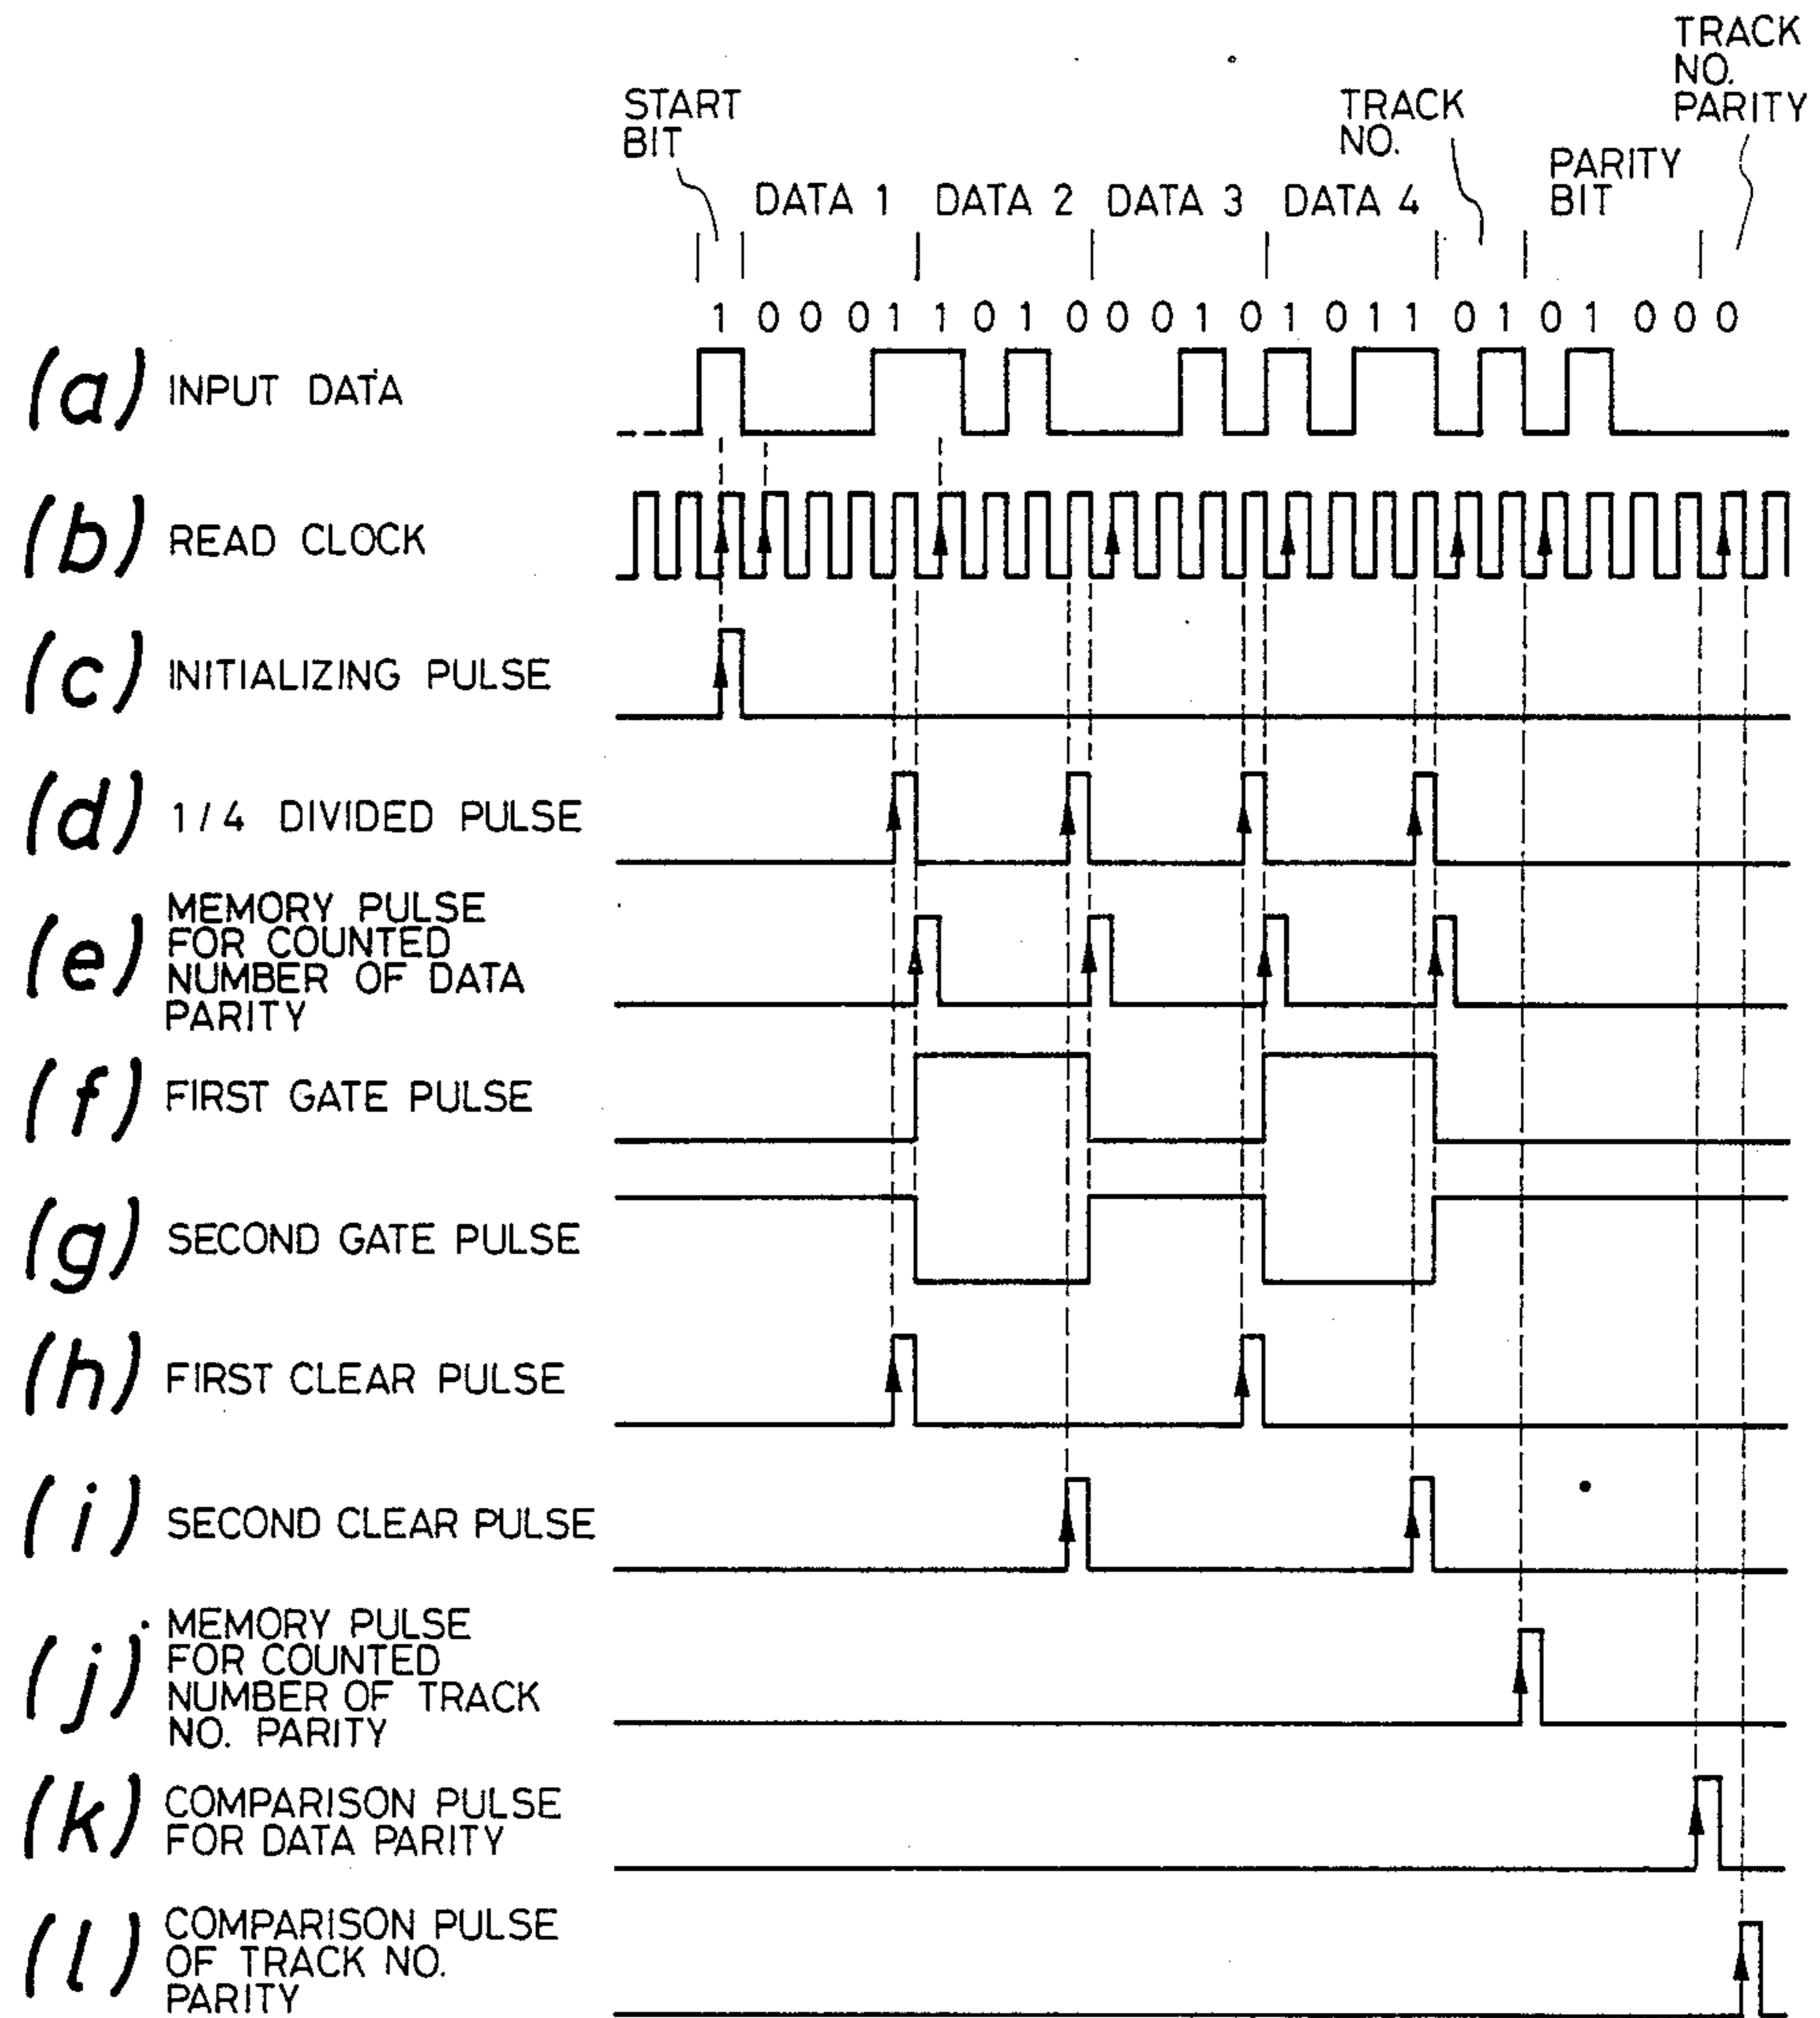 TRACK
NO.
PARITY
START
BIT
TRACK
NO.
PARITY
BIT
DATA 1 DATA 2 DATA 3 DATA 4
1 0 0 0 1 1 0 1 0 0 0 1 0 1 0 1 1 0 1 0 1 0 0 0
(a) INPUT DATA
(b) READ CLOCK
(c) INITIALIZING PULSE
(d) 1/4 DIVIDED PULSE
(e) MEMORY PULSE
FOR COUNTED
NUMBER OF DATA
PARITY
(f) FIRST GATE PULSE
(g) SECOND GATE PULSE
(h) FIRST CLEAR PULSE
(i) SECOND CLEAR PULSE
(j) MEMORY PULSE
FOR COUNTED
NUMBER OF TRACK
NO. PARITY
(k) COMPARISON PULSE
FOR DATA PARITY
(l) COMPARISON PULSE
OF TRACK NO.
PARITY